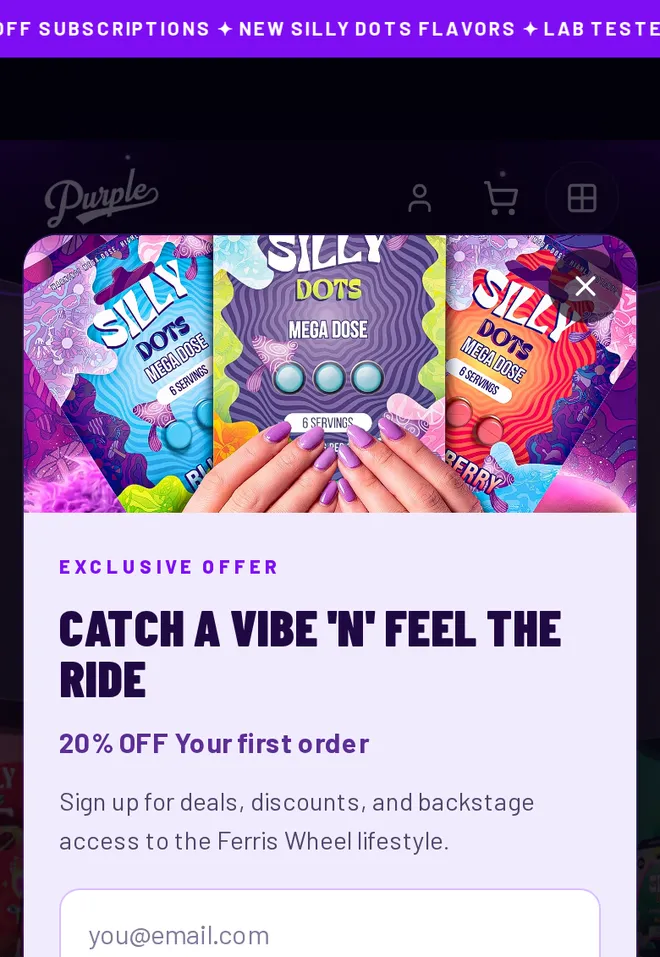 OFF SUBSCRIPTIONS ✦ NEW SILLY DOTS FLAVORS ✦ LAB TESTE
Purple
SILLY
DOTS
MEGA DOSE
6 SERVINGS
SILLY
DOTS
MEGA DOSE
6 SERVINGS
SILLY
DOTS
MEGA DOSE
6 SERVINGS
BERRY
EXCLUSIVE OFFER
CATCH A VIBE 'N' FEEL THE
RIDE
20% OFF Your first order
Sign up for deals, discounts, and backstage
access to the Ferris Wheel lifestyle.
you@email.com